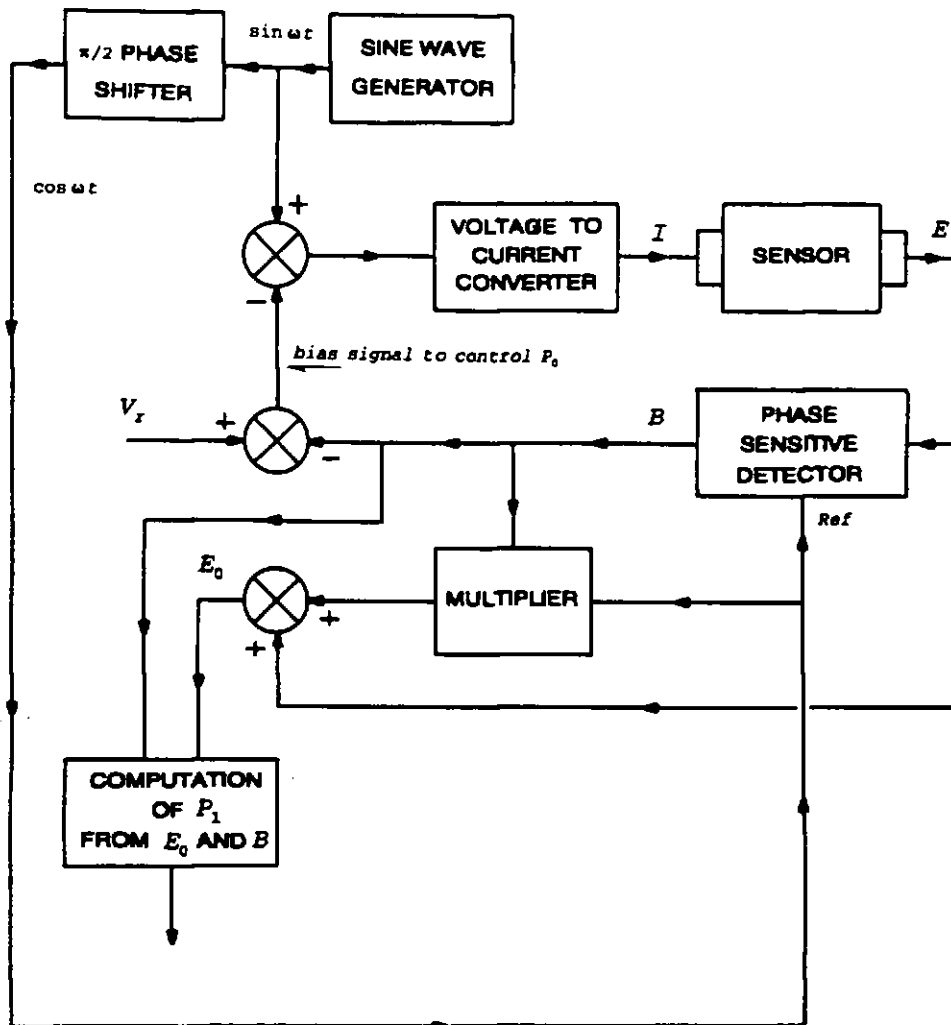 sin ωt
π/2 PHASE
SHIFTER
SINE WAVE
GENERATOR
cos ωt
+
−
VOLTAGE TO
CURRENT
CONVERTER
I
SENSOR
E
bias signal to control P₀
V_I
+
−
B
PHASE
SENSITIVE
DETECTOR
Ref
E₀
+
+
MULTIPLIER
COMPUTATION
OF P₁
FROM E₀ AND B